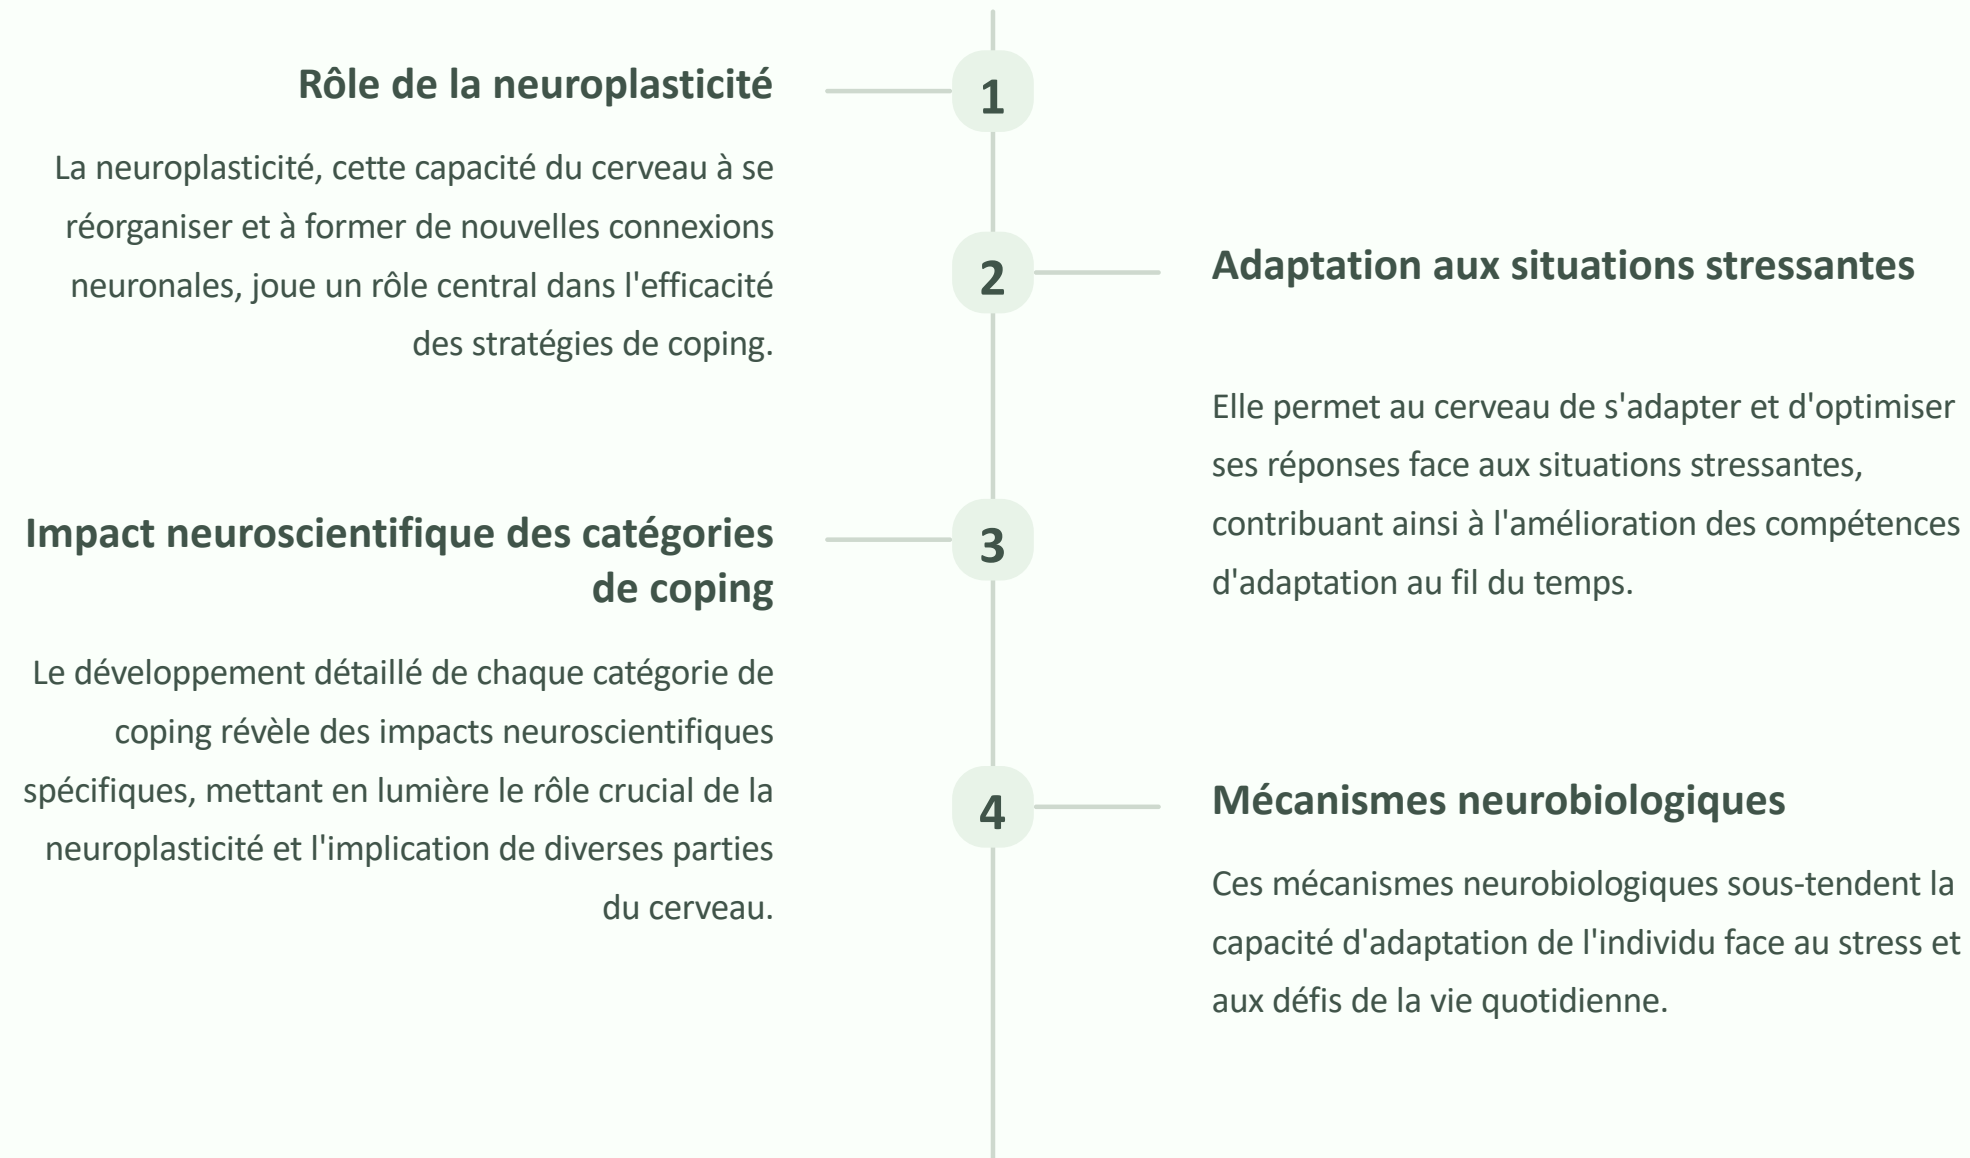 1
Rôle de la neuroplasticité
La neuroplasticité, cette capacité du cerveau à se
réorganiser et à former de nouvelles connexions
neuronales, joue un rôle central dans l'efficacité
des stratégies de coping.
2
Adaptation aux situations stressantes
Elle permet au cerveau de s'adapter et d'optimiser
ses réponses face aux situations stressantes,
contribuant ainsi à l'amélioration des compétences
d'adaptation au fil du temps.
3
Impact neuroscientifique des catégories
de coping
Le développement détaillé de chaque catégorie de
coping révèle des impacts neuroscientifiques
spécifiques, mettant en lumière le rôle crucial de la
neuroplasticité et l'implication de diverses parties
du cerveau.
4
Mécanismes neurobiologiques
Ces mécanismes neurobiologiques sous-tendent la
capacité d'adaptation de l'individu face au stress et
aux défis de la vie quotidienne.